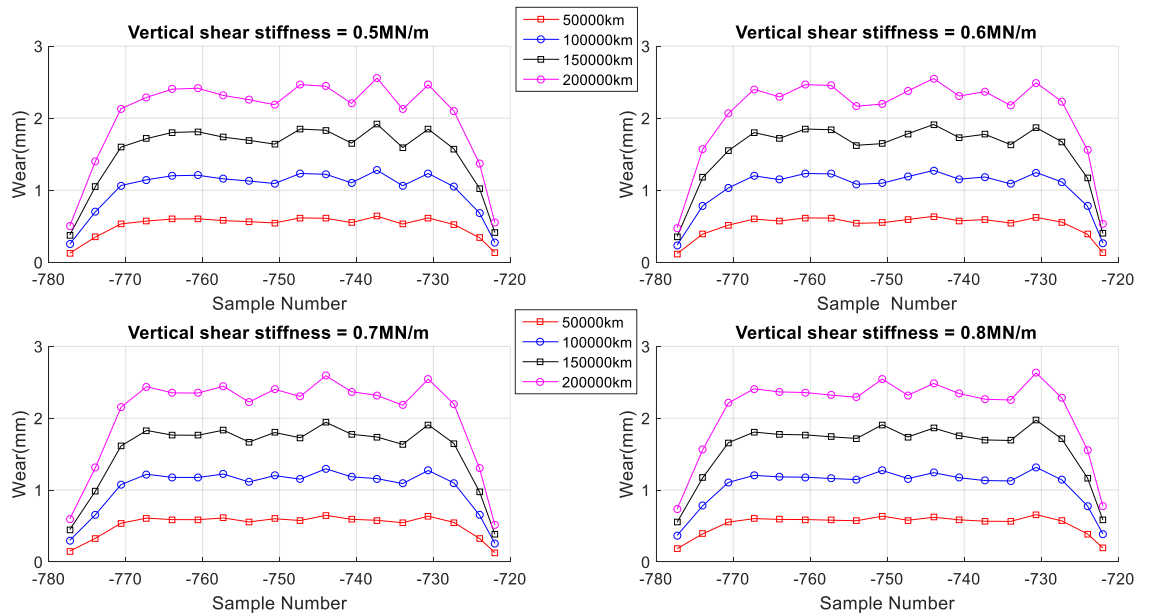 Vertical shear stiffness = 0.5MN/m
3
2
1
0
Wear(mm)
-780 -770 -760 -750 -740 -730 -720
Sample Number
50000km
100000km
150000km
200000km
Vertical shear stiffness = 0.6MN/m
3
2
1
0
Wear(mm)
-780 -770 -760 -750 -740 -730 -720
Sample Number
Vertical shear stiffness = 0.7MN/m
3
2
1
0
Wear(mm)
-780 -770 -760 -750 -740 -730 -720
Sample Number
50000km
100000km
150000km
200000km
Vertical shear stiffness = 0.8MN/m
3
2
1
0
Wear(mm)
-780 -770 -760 -750 -740 -730 -720
Sample Number